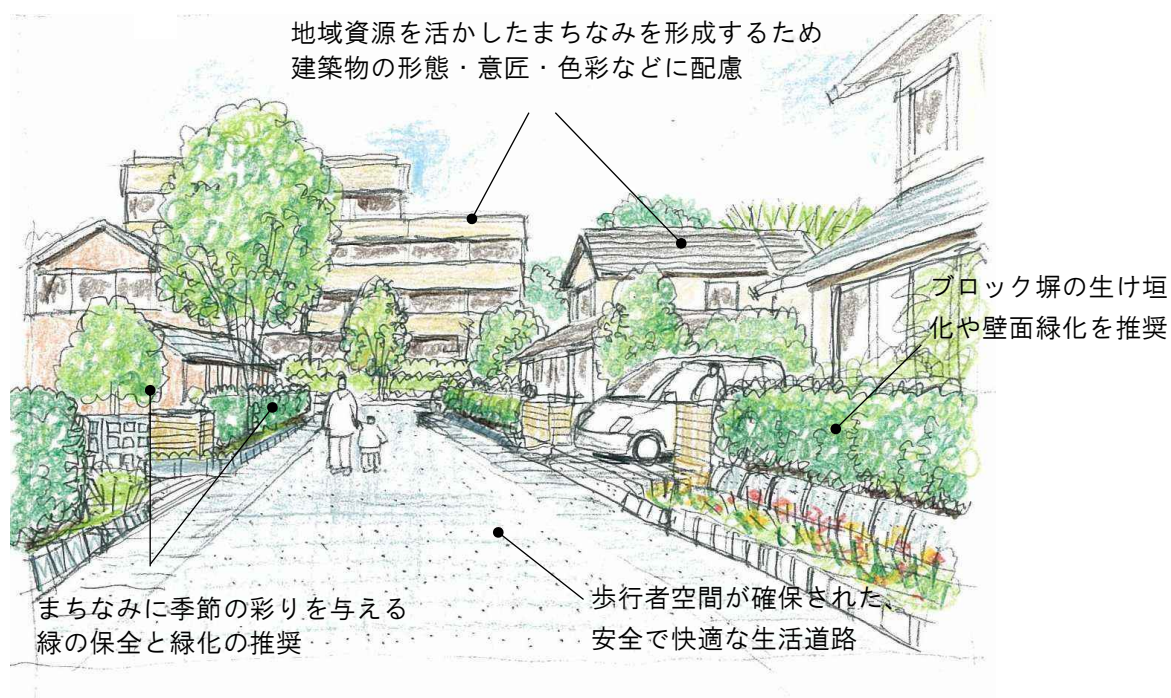 地域資源を活かしたまちなみを形成するため
建築物の形態・意匠・色彩などに配慮
ブロック塀の生け垣
化や壁面緑化を推奨
まちなみに季節の彩りを与える
緑の保全と緑化の推奨
歩行者空間が確保された、
安全で快適な生活道路